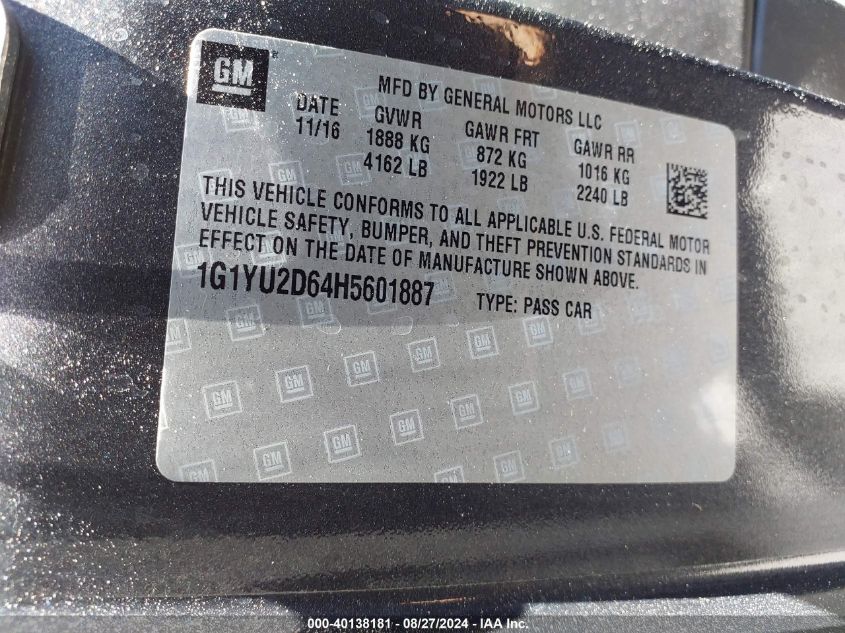 GM
MFD BY GENERAL MOTORS LLC
DATE GVWR GAWR FRT GAWR RR
11/16 1888 KG 872 KG 1016 KG
4162 LB 1922 LB 2240 LB
THIS VEHICLE CONFORMS TO ALL APPLICABLE U.S. FEDERAL MOTOR
VEHICLE SAFETY, BUMPER, AND THEFT PREVENTION STANDARDS IN
EFFECT ON THE DATE OF MANUFACTURE SHOWN ABOVE.
1G1YU2D64H5601887 TYPE: PASS CAR
000-40138181 - 08/27/2024 - IAA Inc.